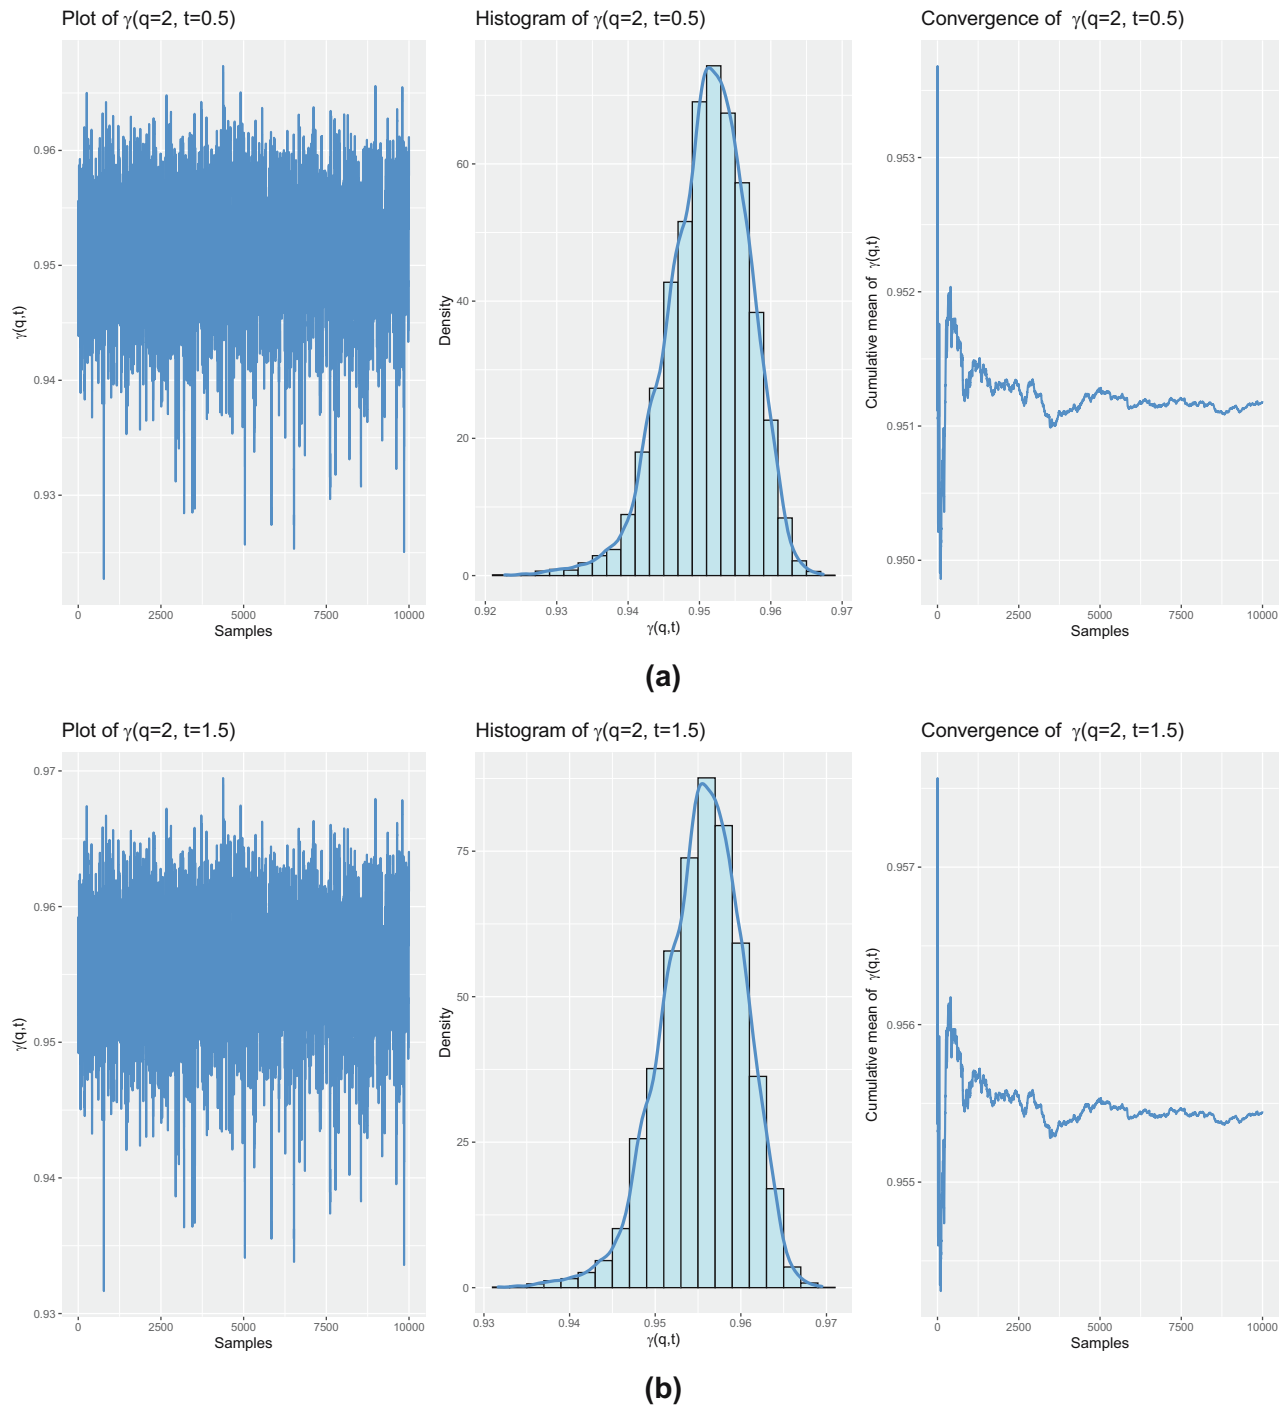 Plot of γ(q=2, t=0.5)
Histogram of γ(q=2, t=0.5)
Convergence of γ(q=2, t=0.5)
γ(q,t)
0.96
0.95
0.94
0.93
0
2500
5000
7500
10000
Samples
Density
60
40
20
0
0.92
0.93
0.94
0.95
0.96
0.97
γ(q,t)
Cumulative mean of γ(q,t)
0.953
0.952
0.951
0.950
0
2500
5000
7500
10000
Samples
(a)
Plot of γ(q=2, t=1.5)
Histogram of γ(q=2, t=1.5)
Convergence of γ(q=2, t=1.5)
γ(q,t)
0.97
0.96
0.95
0.94
0.93
0
2500
5000
7500
10000
Samples
Density
75
50
25
0
0.93
0.94
0.95
0.96
0.97
γ(q,t)
Cumulative mean of γ(q,t)
0.957
0.956
0.955
0
2500
5000
7500
10000
Samples
(b)